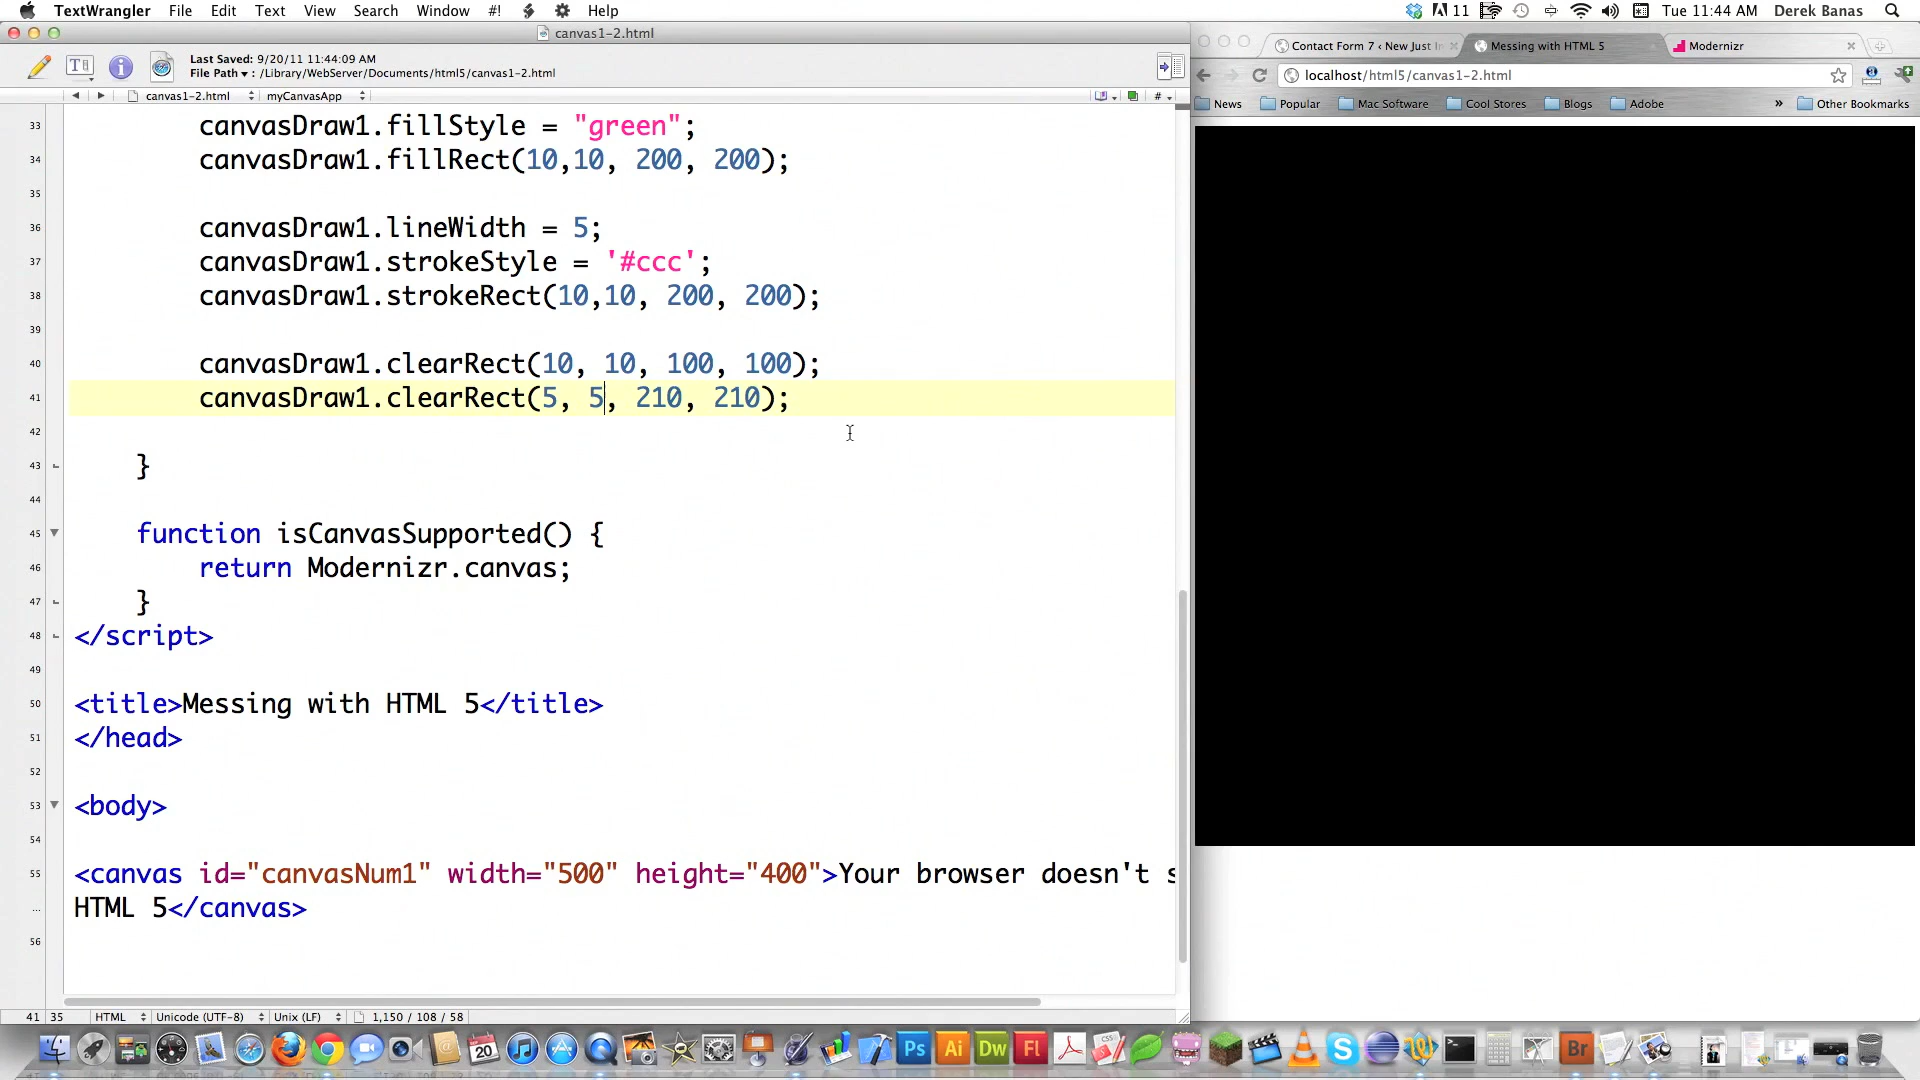 TextWrangler File Edit Text View Search Window #! Help
11 Tue 11:44 AM Derek Banas
canvas1-2.html
Last Saved: 9/20/11 11:44:09 AM
File Path ▾ : /Library/WebServer/Documents/html5/canvas1-2.html
canvas1-2.html myCanvasApp #
Contact Form 7 ‹ New Just In
Messing with HTML 5
Modernizr
localhost/html5/canvas1-2.html
News Popular Mac Software Cool Stores Blogs Adobe » Other Bookmarks
33 canvasDraw1.fillStyle = "green";
34 canvasDraw1.fillRect(10,10, 200, 200);
35
36 canvasDraw1.lineWidth = 5;
37 canvasDraw1.strokeStyle = '#ccc';
38 canvasDraw1.strokeRect(10,10, 200, 200);
39
40 canvasDraw1.clearRect(10, 10, 100, 100);
41 canvasDraw1.clearRect(5, 5, 210, 210);
42
43 }
44
45 function isCanvasSupported() {
46 return Modernizr.canvas;
47 }
48 </script>
49
50 <title>Messing with HTML 5</title>
51 </head>
52
53 <body>
54
55 <canvas id="canvasNum1" width="500" height="400">Your browser doesn't s
... HTML 5</canvas>
56
41 35 HTML Unicode (UTF-8) Unix (LF) 1,150 / 108 / 58
20 Ps Ai Dw Fl Br